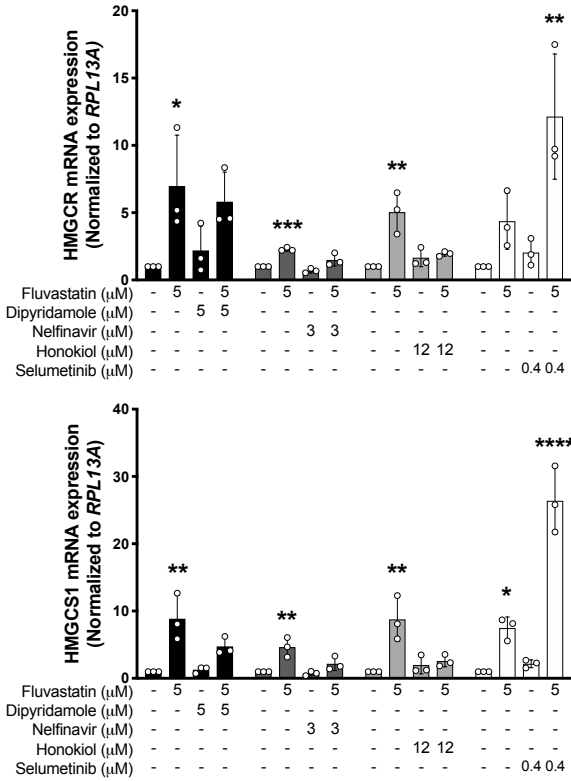 HMGCR mRNA expression
(Normalized to RPL13A)
20
15
10
5
0
*
***
**
**
Fluvastatin (μM) - 5 - 5 - 5 - 5 - 5 - 5 - 5 - 5
Dipyridamole (μM) - - 5 5 - - - - - - - - - - - -
Nelfinavir (μM) - - - - - - 3 3 - - - - - - - -
Honokiol (μM) - - - - - - - - - - 12 12 - - - -
Selumetinib (μM) - - - - - - - - - - - - - - 0.4 0.4
HMGCS1 mRNA expression
(Normalized to RPL13A)
40
30
20
10
0
**
**
**
*
****
Fluvastatin (μM) - 5 - 5 - 5 - 5 - 5 - 5 - 5 - 5
Dipyridamole (μM) - - 5 5 - - - - - - - - - - - -
Nelfinavir (μM) - - - - - - 3 3 - - - - - - - -
Honokiol (μM) - - - - - - - - - - 12 12 - - - -
Selumetinib (μM) - - - - - - - - - - - - - - 0.4 0.4